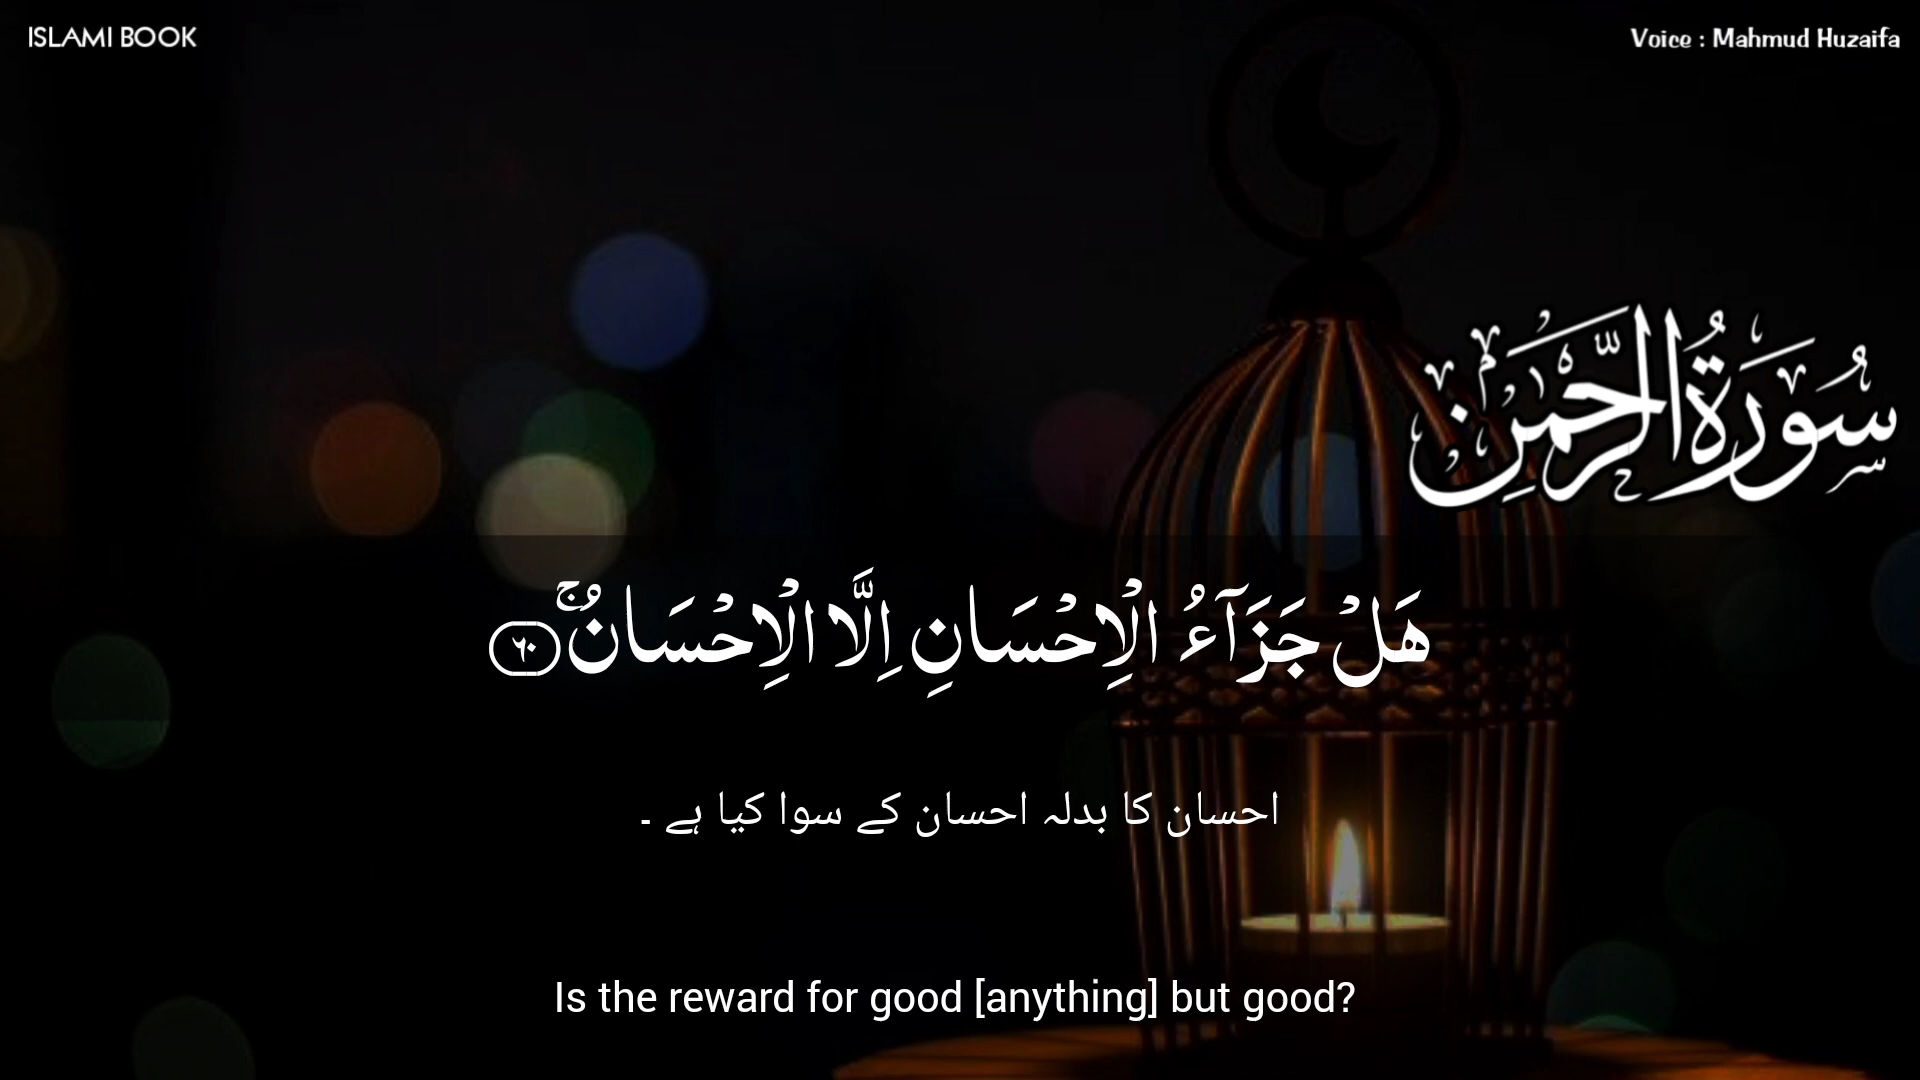 ISLAMI BOOK
Voice : Mahmud Huzaifa
سُورَةُ الرَّحْمٰنِ
هَلْ جَزَآءُ الْاِحْسَانِ اِلَّا الْاِحْسَانُ ۚ ٦٠
احسان کا بدلہ احسان کے سوا کیا ہے ۔
Is the reward for good [anything] but good?